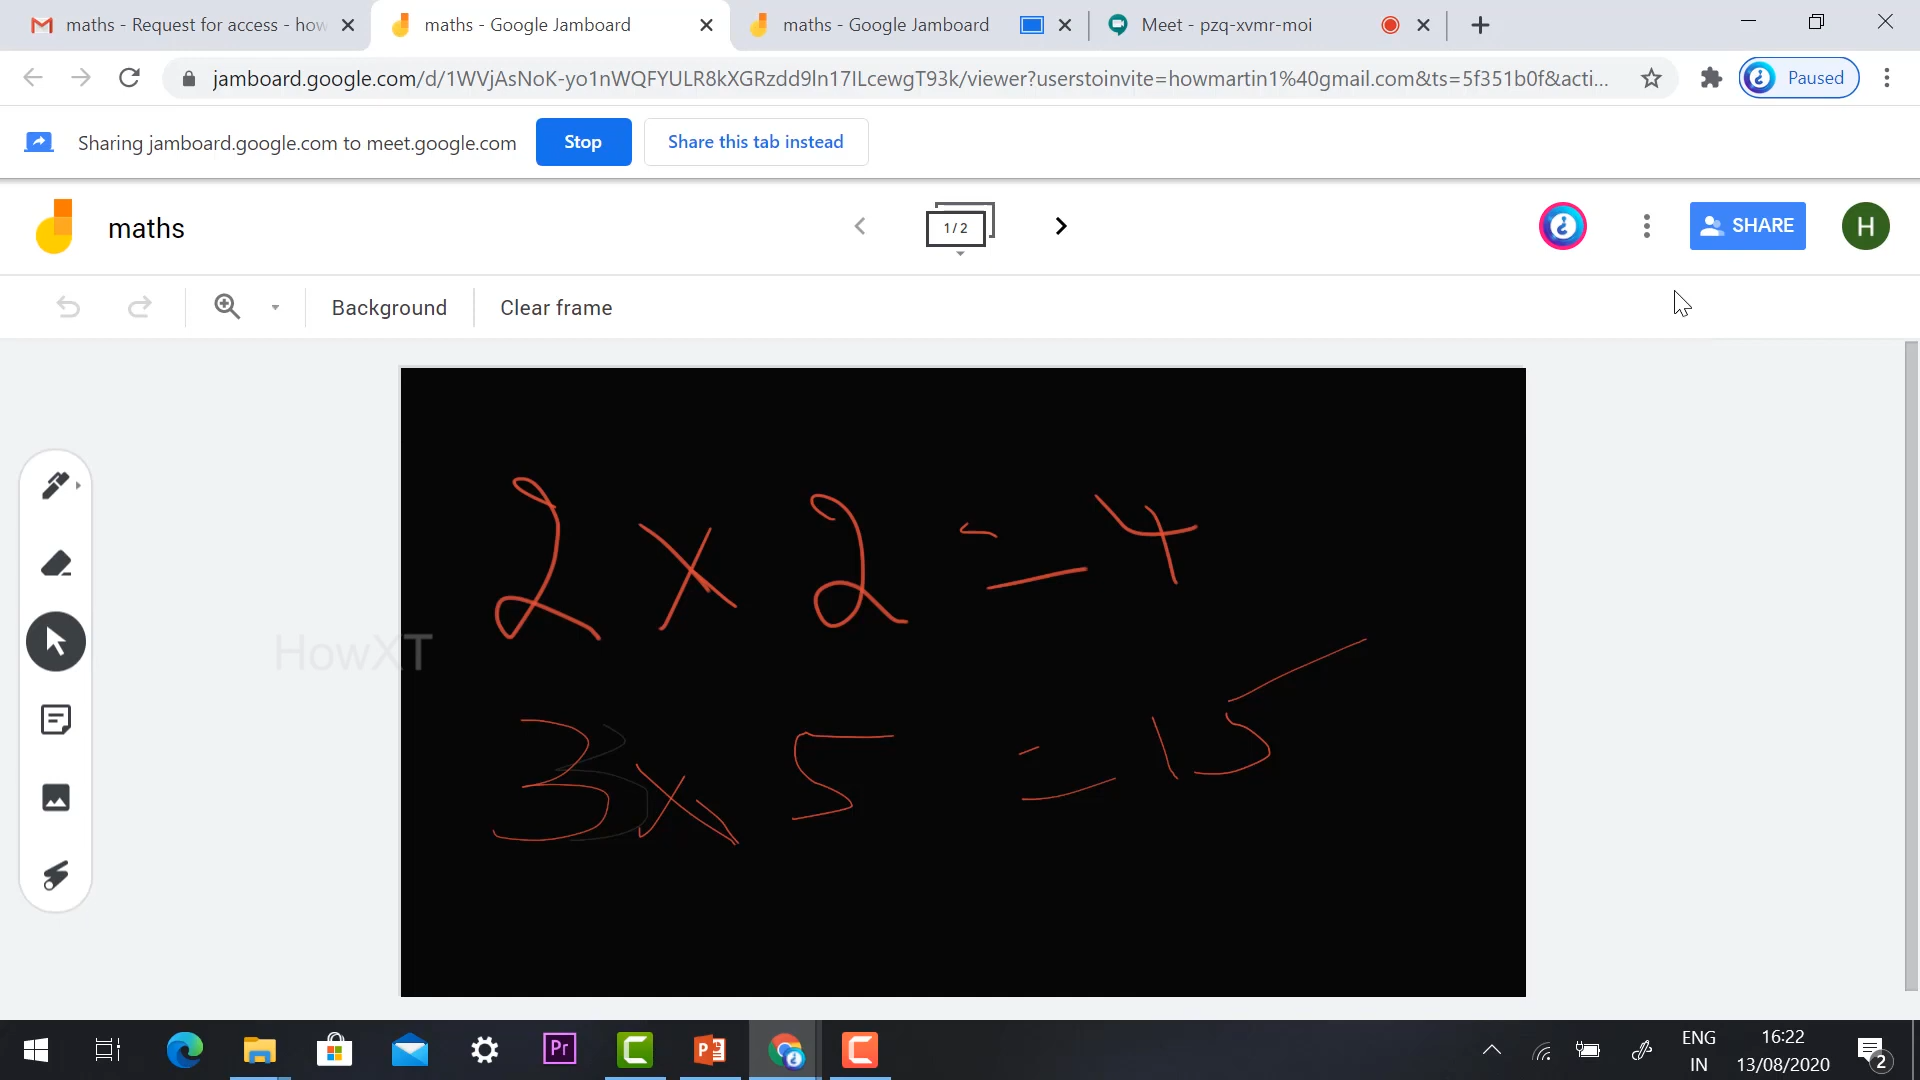 maths - Request for access - how
maths - Google Jamboard
maths - Google Jamboard
Meet - pzq-xvmr-moi
jamboard.google.com/d/1WVjAsNoK-yo1nWQFYULR8kXGRzdd9ln17ILcewgT93k/viewer?userstoinvite=howmartin1%40gmail.com&ts=5f351b0f&acti...
Paused
Sharing jamboard.google.com to meet.google.com
Stop
Share this tab instead
maths
1/2
SHARE
H
Background
Clear frame
2 x 2 = 4
HowXT
3 x 5 = 15
Pr
ENG
IN
16:22
13/08/2020
2